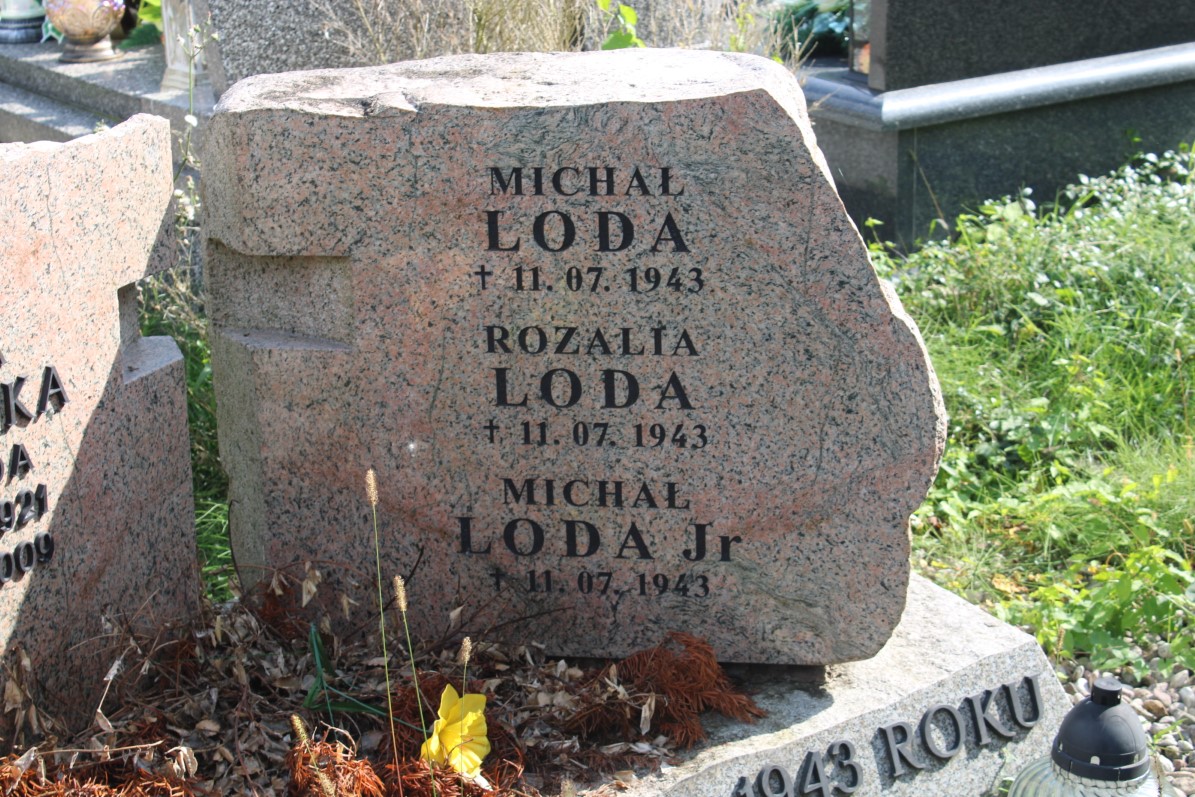 MICHAŁ
LODA
† 11. 07. 1943
ROZALIA
LODA
† 11. 07. 1943
MICHAŁ
LODA Jr
† 11. 07. 1943
1943 ROKU